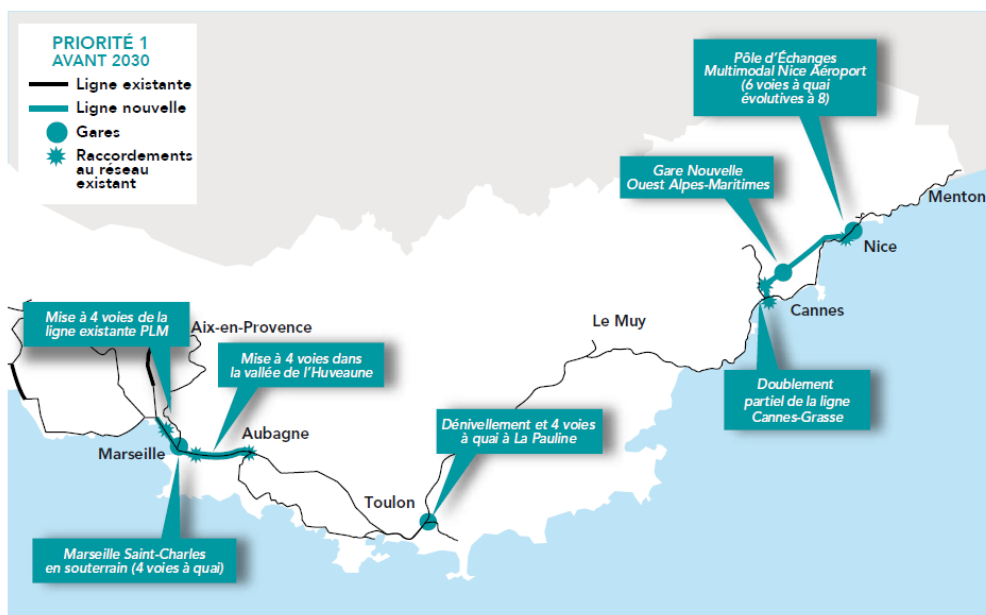 PRIORITÉ 1
AVANT 2030
Ligne existante
Ligne nouvelle
Gares
Raccordements
au réseau
existant
Pôle d'Échanges
Multimodal Nice Aéroport
(6 voies à quai
évolutives à 8)
Gare Nouvelle
Ouest Alpes-Maritimes
Menton
Nice
Cannes
Mise à 4 voies de la
ligne existante PLM
Aix-en-Provence
Le Muy
Mise à 4 voies dans
la vallée de l'Huveaune
Doublement
partiel de la ligne
Cannes-Grasse
Dénivellement et 4 voies
à quai à La Pauline
Aubagne
Marseille
Toulon
Marseille Saint-Charles
en souterrain (4 voies à quai)